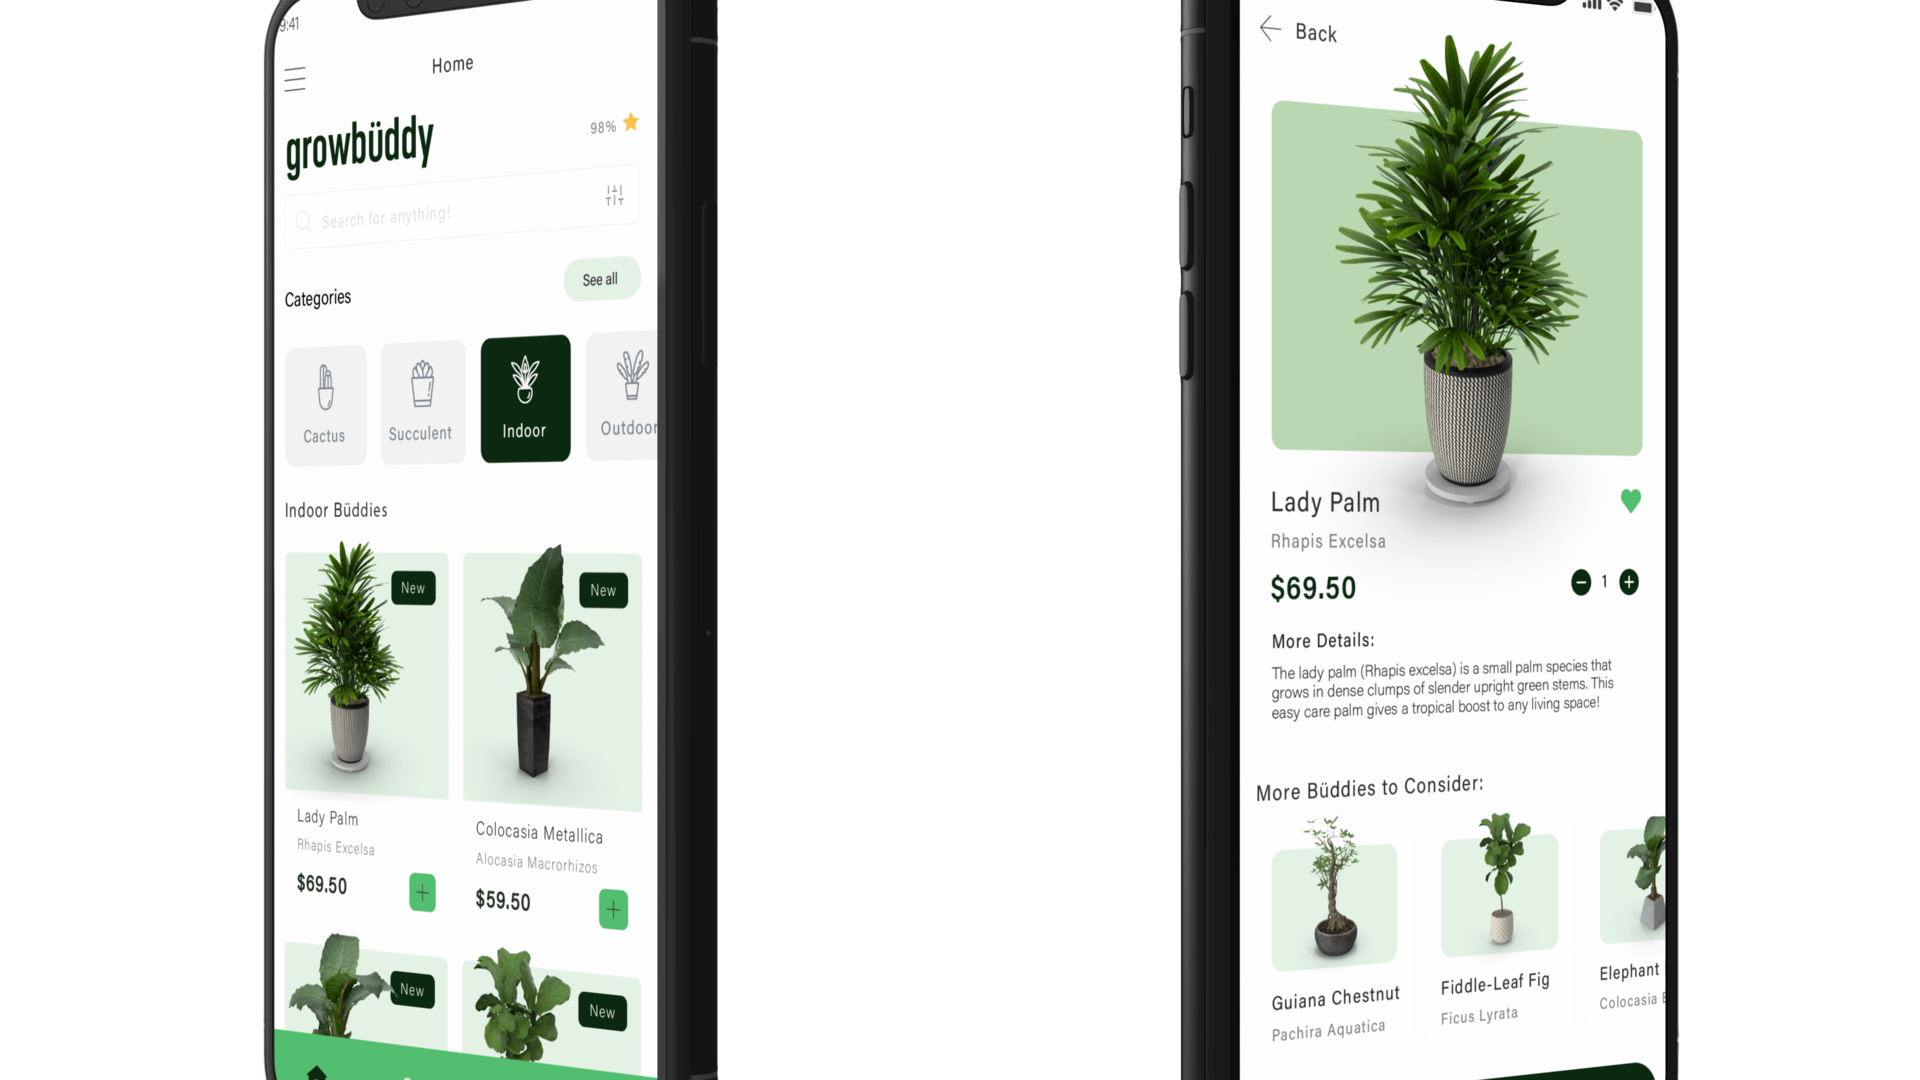 9:41
Home
growbüddy
98%
Search for anything!
Categories
See all
Cactus
Succulent
Indoor
Outdoor
Indoor Büddies
New
New
Lady Palm
Rhapis Excelsa
$69.50
Colocasia Metallica
Alocasia Macrorhizos
$59.50
New
New
Back
Lady Palm
Rhapis Excelsa
$69.50
1
More Details:
The lady palm (Rhapis excelsa) is a small palm species that
grows in dense clumps of slender upright green stems. This
easy care palm gives a tropical boost to any living space!
More Büddies to Consider:
Guiana Chestnut
Pachira Aquatica
Fiddle-Leaf Fig
Ficus Lyrata
Elephant
Colocasia